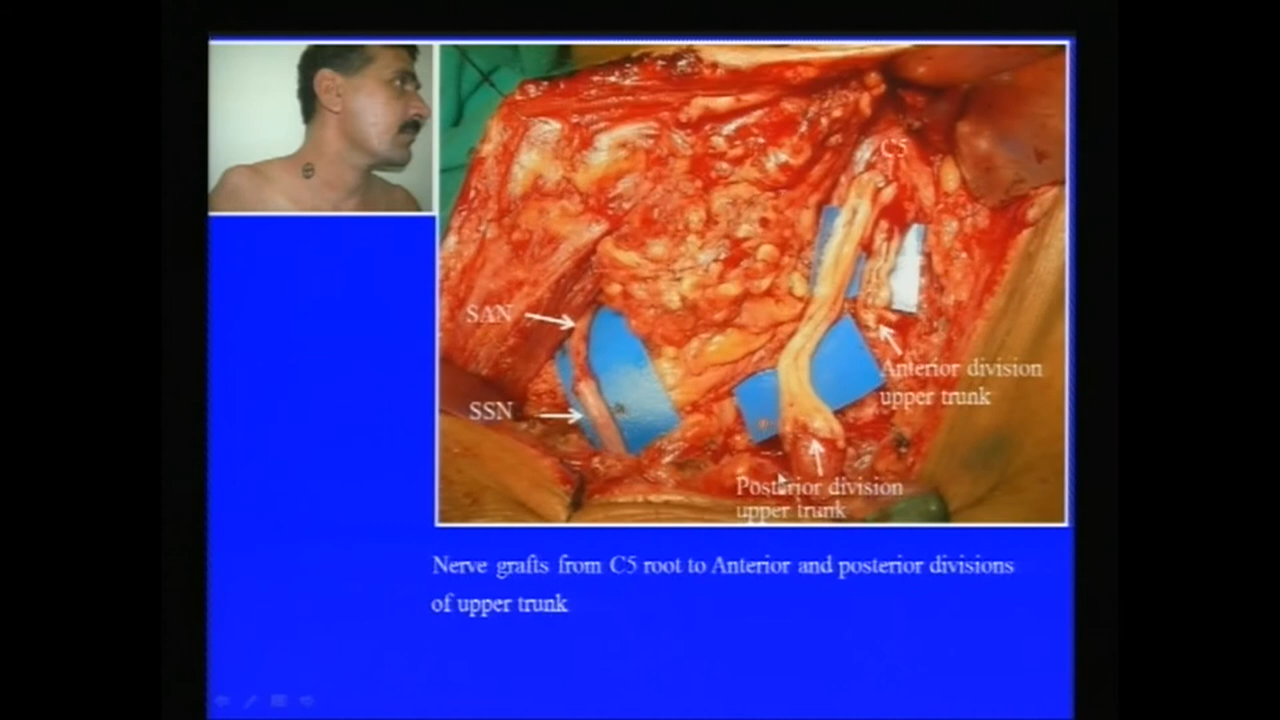 C5
SAN
Anterior division
upper trunk
SSN
Posterior division
upper trunk
Nerve grafts from C5 root to Anterior and posterior divisions
of upper trunk